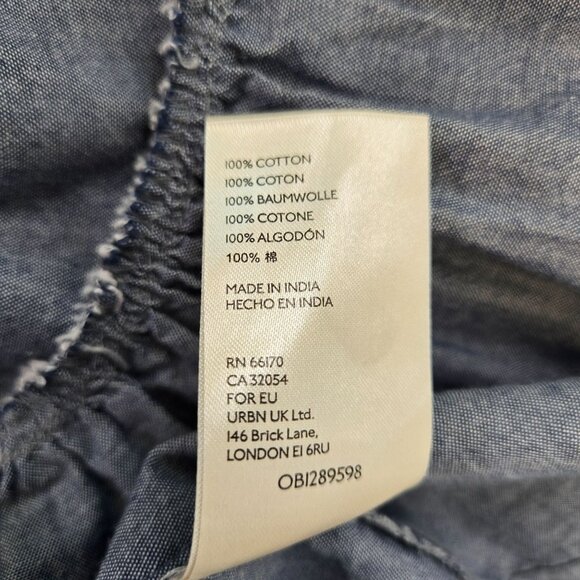 100% COTTON
100% COTON
100% BAUMWOLLE
100% COTONE
100% ALGODÓN
100% 棉
MADE IN INDIA
HECHO EN INDIA
RN 66170
CA 32054
FOR EU
URBN UK Ltd.
146 Brick Lane,
LONDON E1 6RU
OB1289598